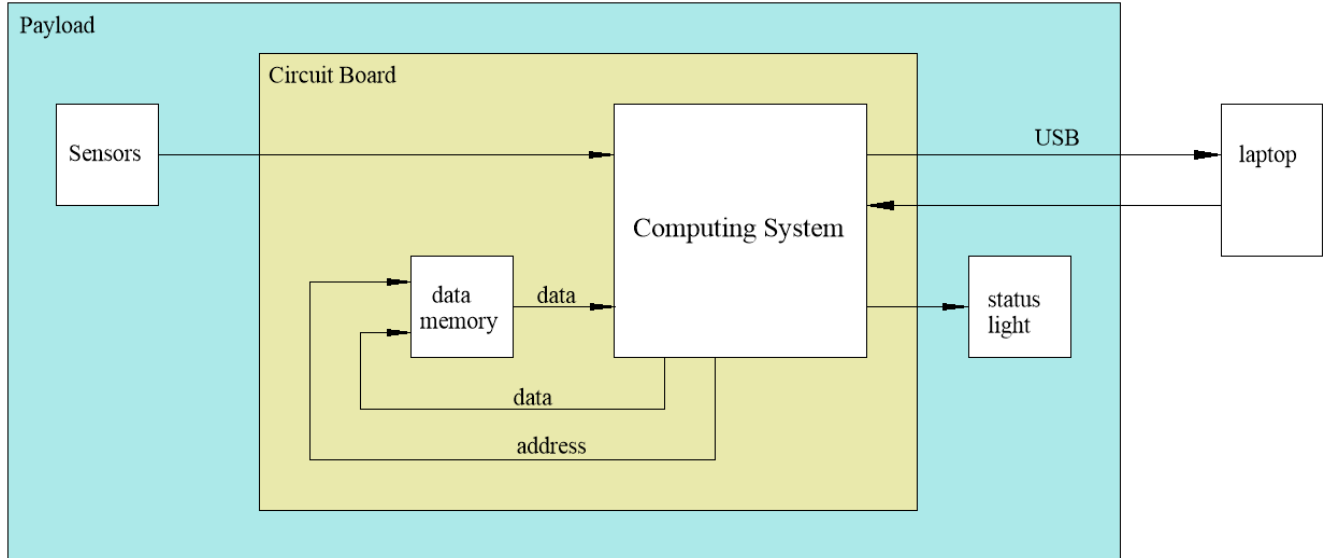 Payload
Circuit Board
Sensors
USB
laptop
Computing System
data
memory
data
status
light
data
address